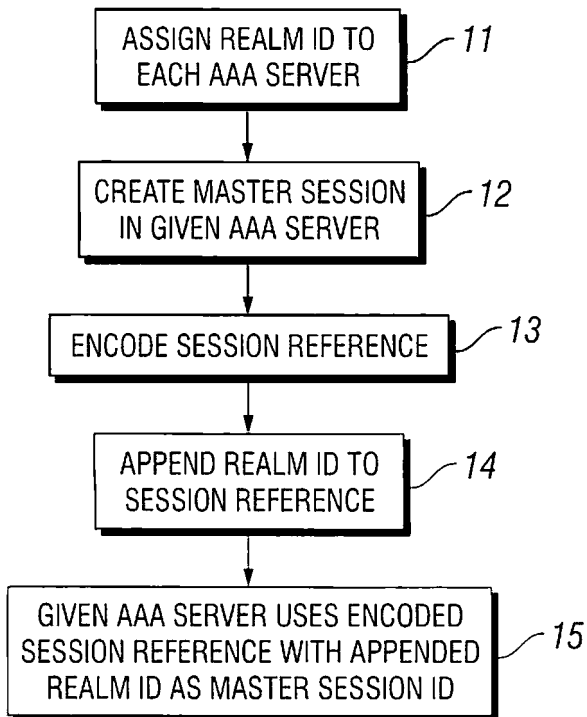 ASSIGN REALM ID TO
EACH AAA SERVER
11
CREATE MASTER SESSION
IN GIVEN AAA SERVER
12
ENCODE SESSION REFERENCE
13
APPEND REALM ID TO
SESSION REFERENCE
14
GIVEN AAA SERVER USES ENCODED
SESSION REFERENCE WITH APPENDED
REALM ID AS MASTER SESSION ID
15